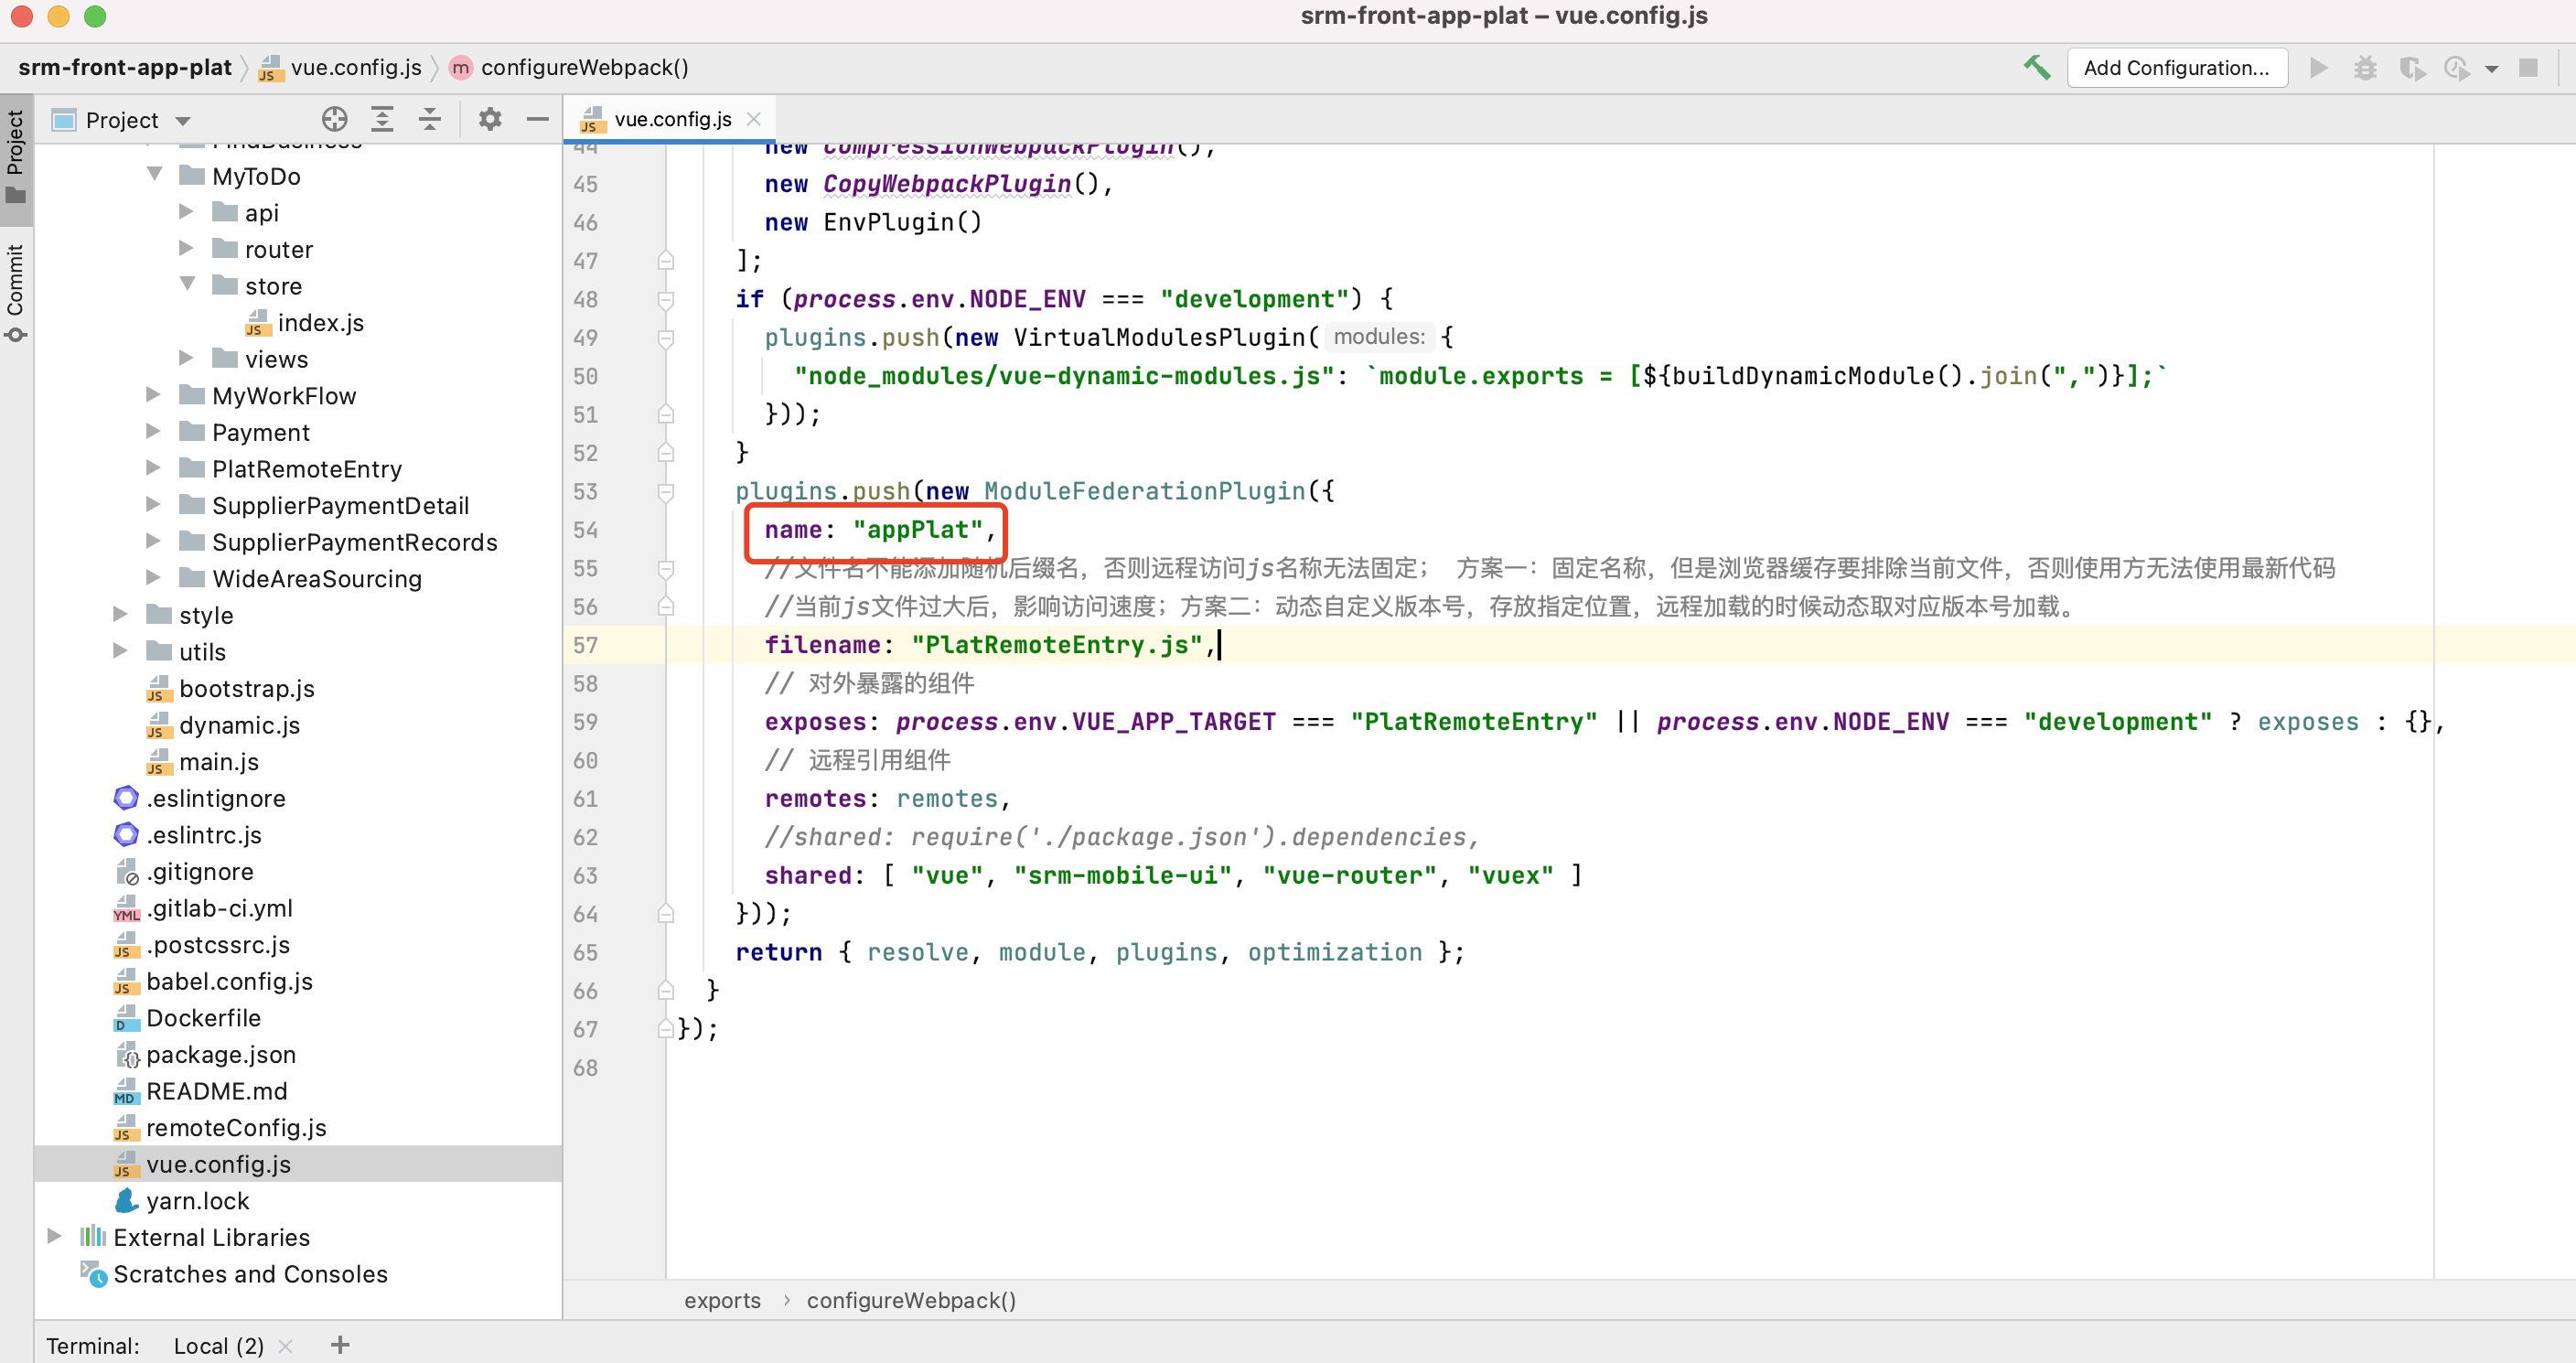 srm-front-app-plat – vue.config.js
srm-front-app-plat
vue.config.js
m configureWebpack()
Add Configuration...
Project
Commit
Project
MyToDo
api
router
store
index.js
views
MyWorkFlow
Payment
PlatRemoteEntry
SupplierPaymentDetail
SupplierPaymentRecords
WideAreaSourcing
style
utils
bootstrap.js
dynamic.js
main.js
.eslintignore
.eslintrc.js
.gitignore
.gitlab-ci.yml
.postcssrc.js
babel.config.js
Dockerfile
package.json
README.md
remoteConfig.js
vue.config.js
yarn.lock
External Libraries
Scratches and Consoles
vue.config.js
44 new CompressionWebpackPlugin(),
45 new CopyWebpackPlugin(),
46 new EnvPlugin()
47 ];
48 if (process.env.NODE_ENV === "development") {
49 plugins.push(new VirtualModulesPlugin( modules: {
50 "node_modules/vue-dynamic-modules.js": `module.exports = [${buildDynamicModule().join(",")}];`
51 }));
52 }
53 plugins.push(new ModuleFederationPlugin({
54 name: "appPlat",
55 //文件名不能添加随机后缀名，否则远程访问js名称无法固定； 方案一：固定名称，但是浏览器缓存要排除当前文件，否则使用方无法使用最新代码
56 //当前js文件过大后，影响访问速度；方案二：动态自定义版本号，存放指定位置，远程加载的时候动态取对应版本号加载。
57 filename: "PlatRemoteEntry.js",
58 // 对外暴露的组件
59 exposes: process.env.VUE_APP_TARGET === "PlatRemoteEntry" || process.env.NODE_ENV === "development" ? exposes : {},
60 // 远程引用组件
61 remotes: remotes,
62 //shared: require('./package.json').dependencies,
63 shared: [ "vue", "srm-mobile-ui", "vue-router", "vuex" ]
64 }));
65 return { resolve, module, plugins, optimization };
66 }
67 });
68
exports › configureWebpack()
Terminal: Local (2)